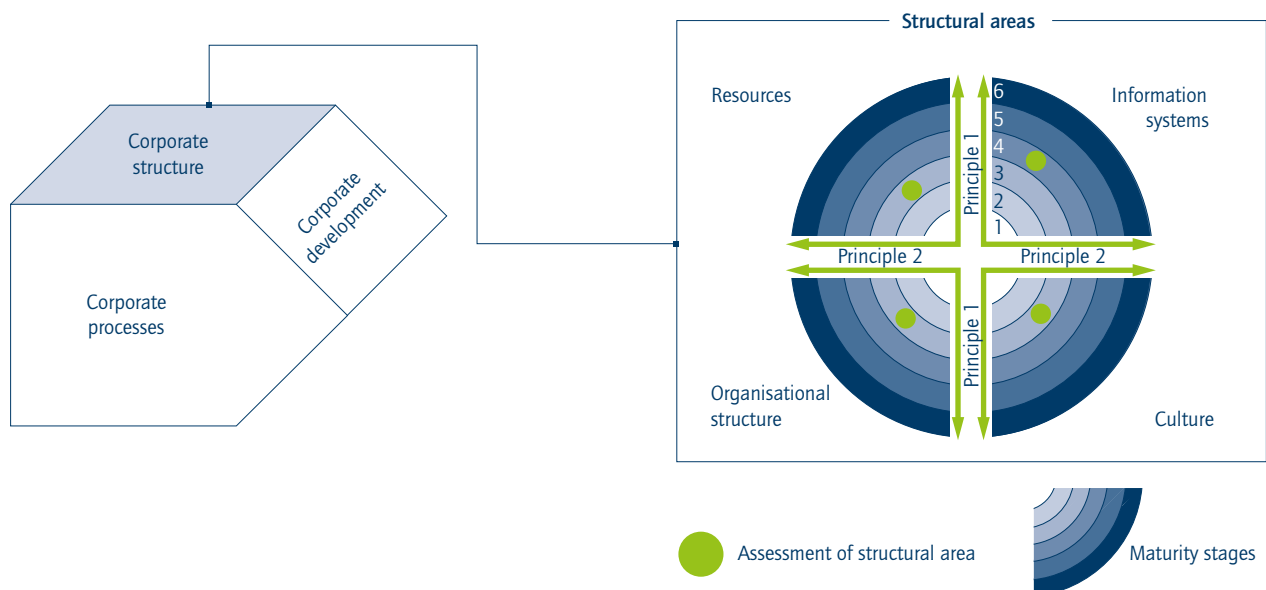 Structural areas
Corporate
structure
Corporate
development
Corporate
processes
Resources
Information
systems
6
5
4
3
2
1
Principle 1
Principle 1
Principle 2
Principle 2
Organisational
structure
Culture
Assessment of structural area
Maturity stages